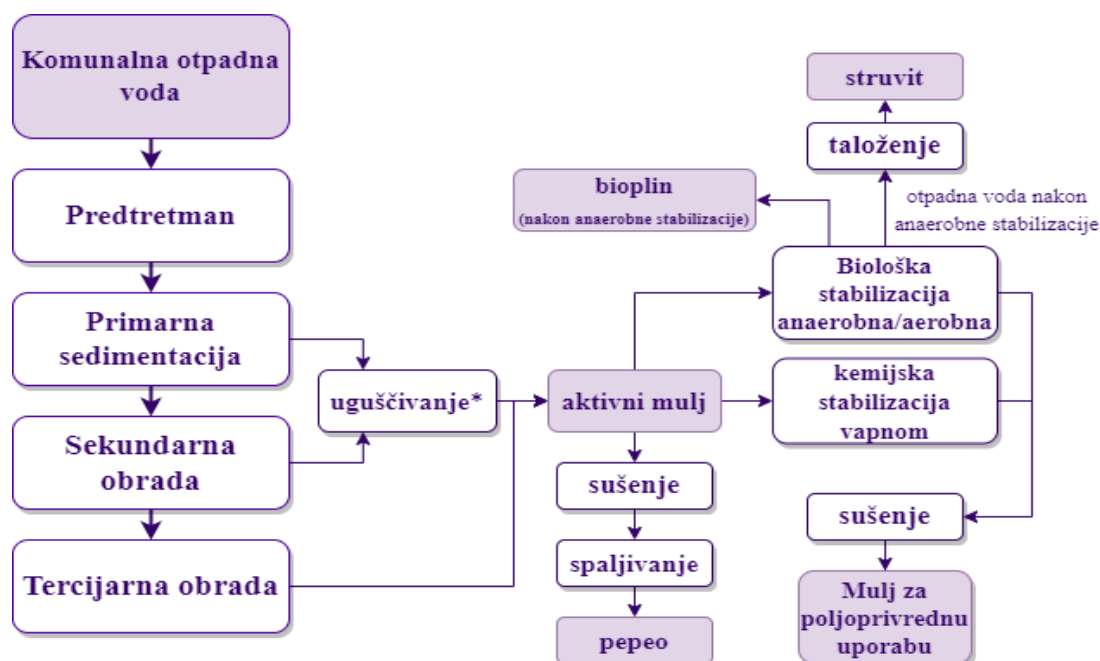 Komunalna otpadna
voda
Predtretman
Primarna
sedimentacija
Sekundarna
obrada
Tercijarna obrada
uguščivanje*
aktivni mulj
sušenje
spaljivanje
pepeo
bioplin
(nakon anaerobne stabilizacije)
struvit
taloženje
otpadna voda nakon
anaerobne stabilizacije
Biološka
stabilizacija
anaerobna/aerobna
kemijska
stabilizacija
vapnom
sušenje
Mulj za
poljoprivrednu
uporabu